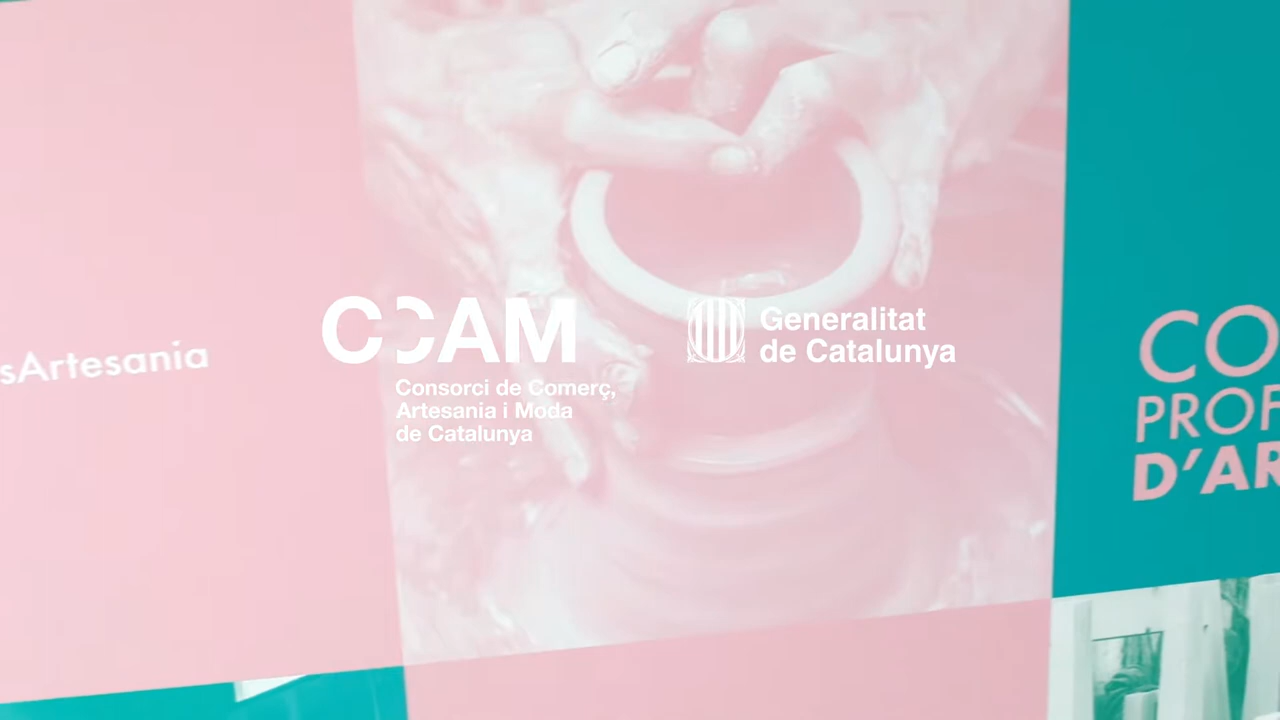 sArtesania
CCAM
Consorci de Comerç,
Artesania i Moda
de Catalunya
Generalitat
de Catalunya
CO
PROF
D'AR